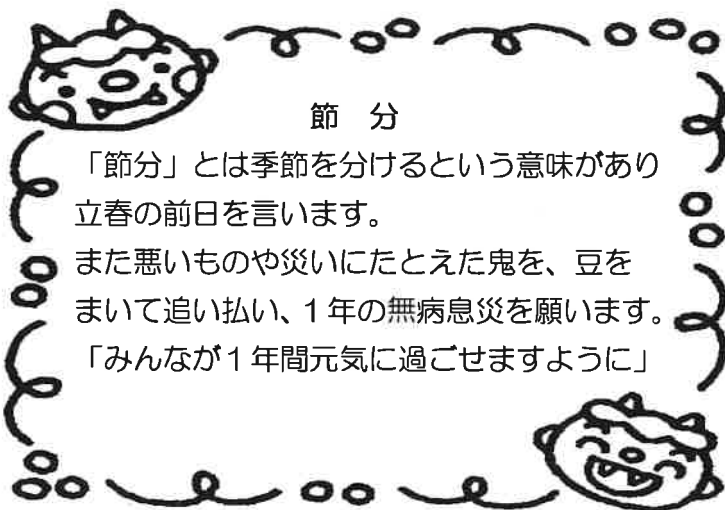 節　分
「節分」とは季節を分けるという意味があり
立春の前日を言います。
また悪いものや災いにたとえた鬼を、豆を
まいて追い払い、1年の無病息災を願います。
「みんなが1年間元気に過ごせますように」